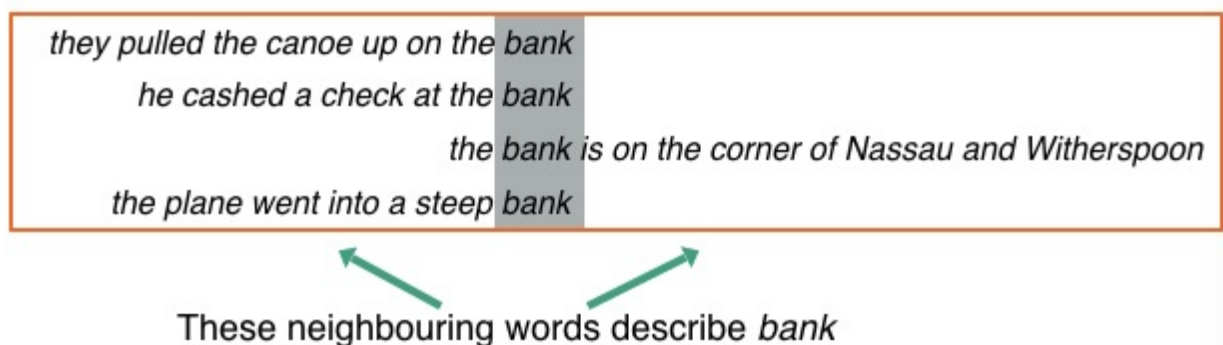 they pulled the canoe up on the bank
he cashed a check at the bank
the bank is on the corner of Nassau and Witherspoon
the plane went into a steep bank
These neighbouring words describe bank